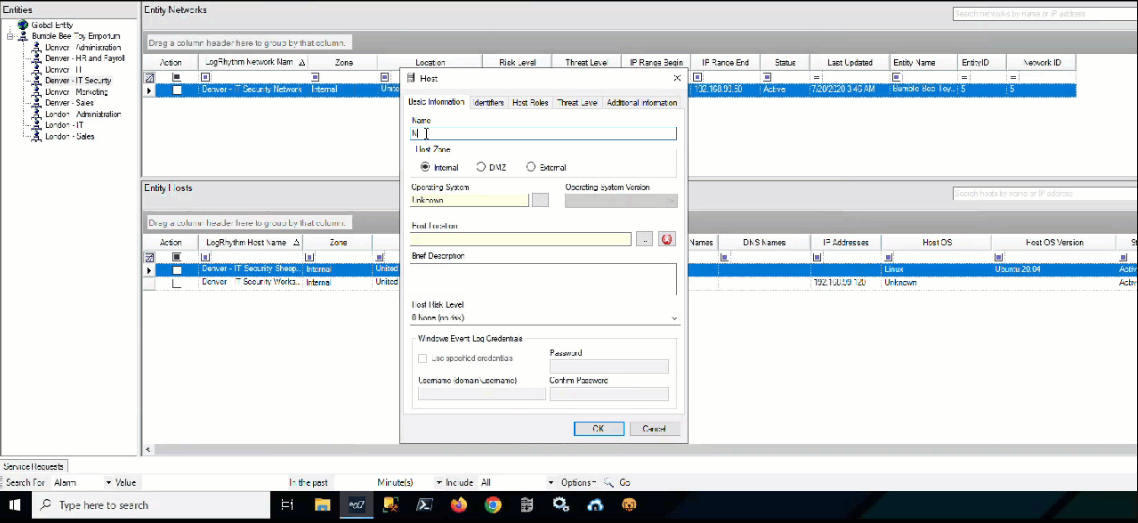 Entities
Global Entity
Bumble Bee Toy Emporium
Denver - Administration
Denver - HR and Payroll
Denver - IT
Denver - IT Security
Denver - Marketing
Denver - Sales
London - Administration
London - IT
London - Sales
Entity Networks
Search networks by name or IP address
Drag a column header here to group by that column.
Action LogRhythm Network Nam Zone Location Risk Level Threat Level IP Range Begin IP Range End Status Last Updated Entity Name EntityID Network ID
Denver - IT Security Network Internal Unite 192.168.99.50 Active 7/20/2020 3:46 AM Bumble Bee Toy... 5 5
Host
Basic Information Identifiers Host Roles Threat Level Additional Information
Name
N
Host Zone
Internal DMZ External
Operating System Operating System Version
Unknown
Host Location
...
Brief Description
Host Risk Level
0 None (no risk)
Windows Event Log Credentials
Use specified credentials
Password
Username (domain\username)
Confirm Password
OK Cancel
Entity Hosts
Search hosts by name or IP address
Drag a column header here to group by that column.
Action LogRhythm Host Name Zone Names DNS Names IP Addresses Host OS Host OS Version St
Denver - IT Security Sheep... Internal United Linux Ubuntu 20.04 Activ
Denver - IT Security Works... Internal United 192.168.99.120 Unknown Activ
Service Requests
Search For Alarm Value In the past Minute(s) Include All Options Go
Type here to search